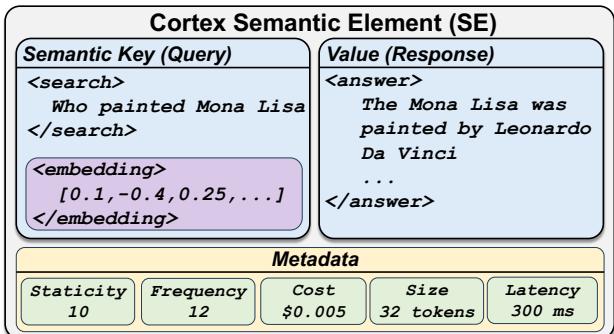 Cortex Semantic Element (SE)
Semantic Key (Query)
<search>
Who painted Mona Lisa
</search>
<embedding>
[0.1,-0.4,0.25,...]
</embedding>
Value (Response)
<answer>
The Mona Lisa was
painted by Leonardo
Da Vinci
...
</answer>
Metadata
Staticity
10
Frequency
12
Cost
$0.005
Size
32 tokens
Latency
300 ms